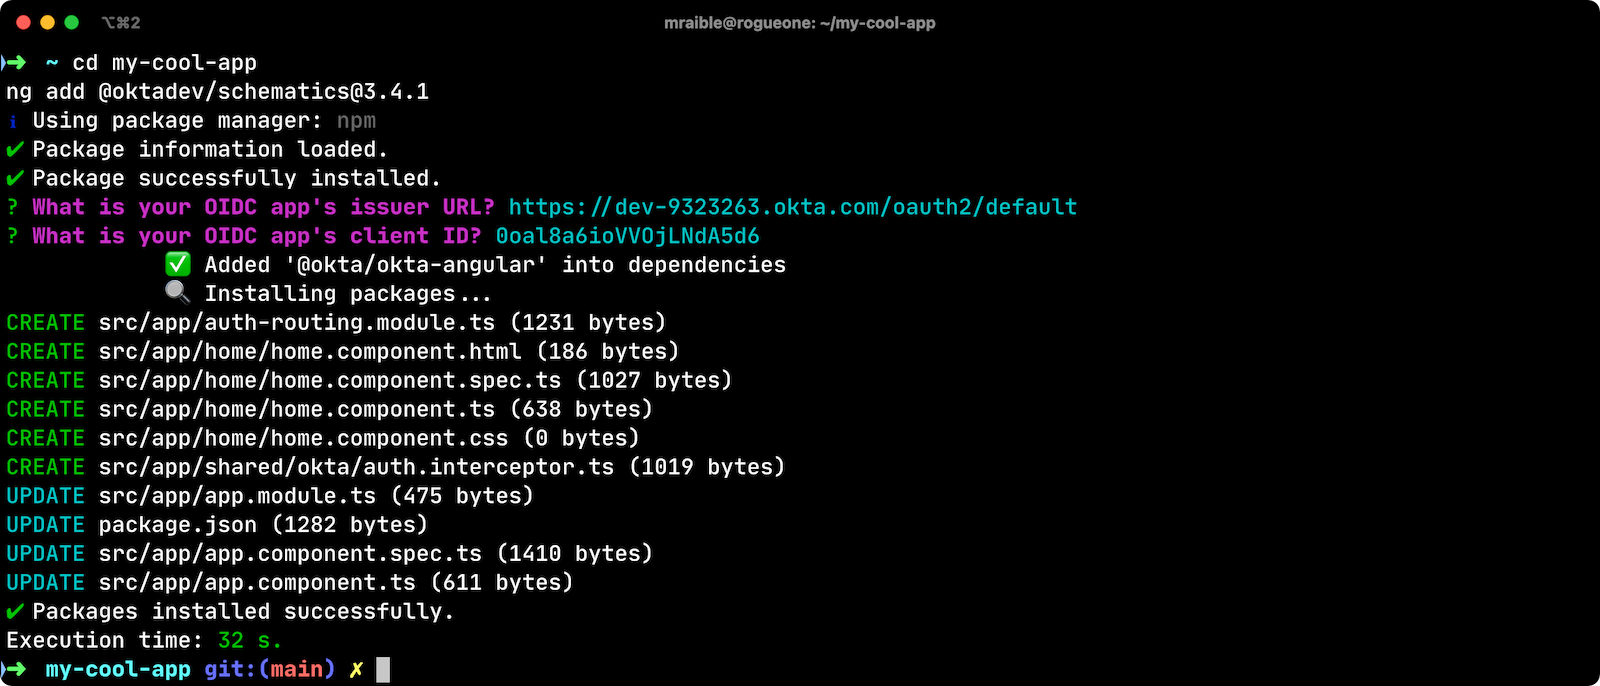 ⌥⌘2 mraible@rogueone: ~/my-cool-app
➜ ~ cd my-cool-app
ng add @oktadev/schematics@3.4.1
ℹ Using package manager: npm
✔ Package information loaded.
✔ Package successfully installed.
? What is your OIDC app's issuer URL? https://dev-9323263.okta.com/oauth2/default
? What is your OIDC app's client ID? 0oal8a6ioVVOjLNdA5d6
✅ Added '@okta/okta-angular' into dependencies
🔍 Installing packages...
CREATE src/app/auth-routing.module.ts (1231 bytes)
CREATE src/app/home/home.component.html (186 bytes)
CREATE src/app/home/home.component.spec.ts (1027 bytes)
CREATE src/app/home/home.component.ts (638 bytes)
CREATE src/app/home/home.component.css (0 bytes)
CREATE src/app/shared/okta/auth.interceptor.ts (1019 bytes)
UPDATE src/app/app.module.ts (475 bytes)
UPDATE package.json (1282 bytes)
UPDATE src/app/app.component.spec.ts (1410 bytes)
UPDATE src/app/app.component.ts (611 bytes)
✔ Packages installed successfully.
Execution time: 32 s.
➜ my-cool-app git:(main) ✗